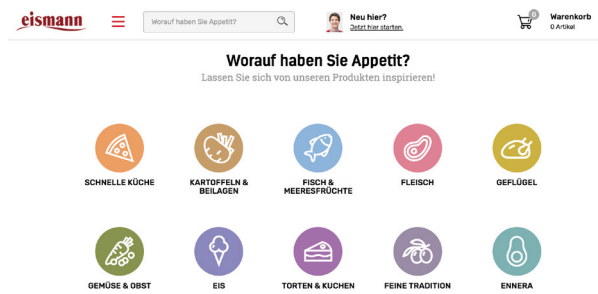 eismann
Worauf haben Sie Appetit?
Neu hier?
Jetzt hier starten.
0
Warenkorb
0 Artikel
Worauf haben Sie Appetit?
Lassen Sie sich von unseren Produkten inspirieren!
SCHNELLE KÜCHE
KARTOFFELN &
BEILAGEN
FISCH &
MEERESFRÜCHTE
FLEISCH
GEFLÜGEL
GEMÜSE & OBST
EIS
TORTEN & KUCHEN
FEINE TRADITION
ENNERA